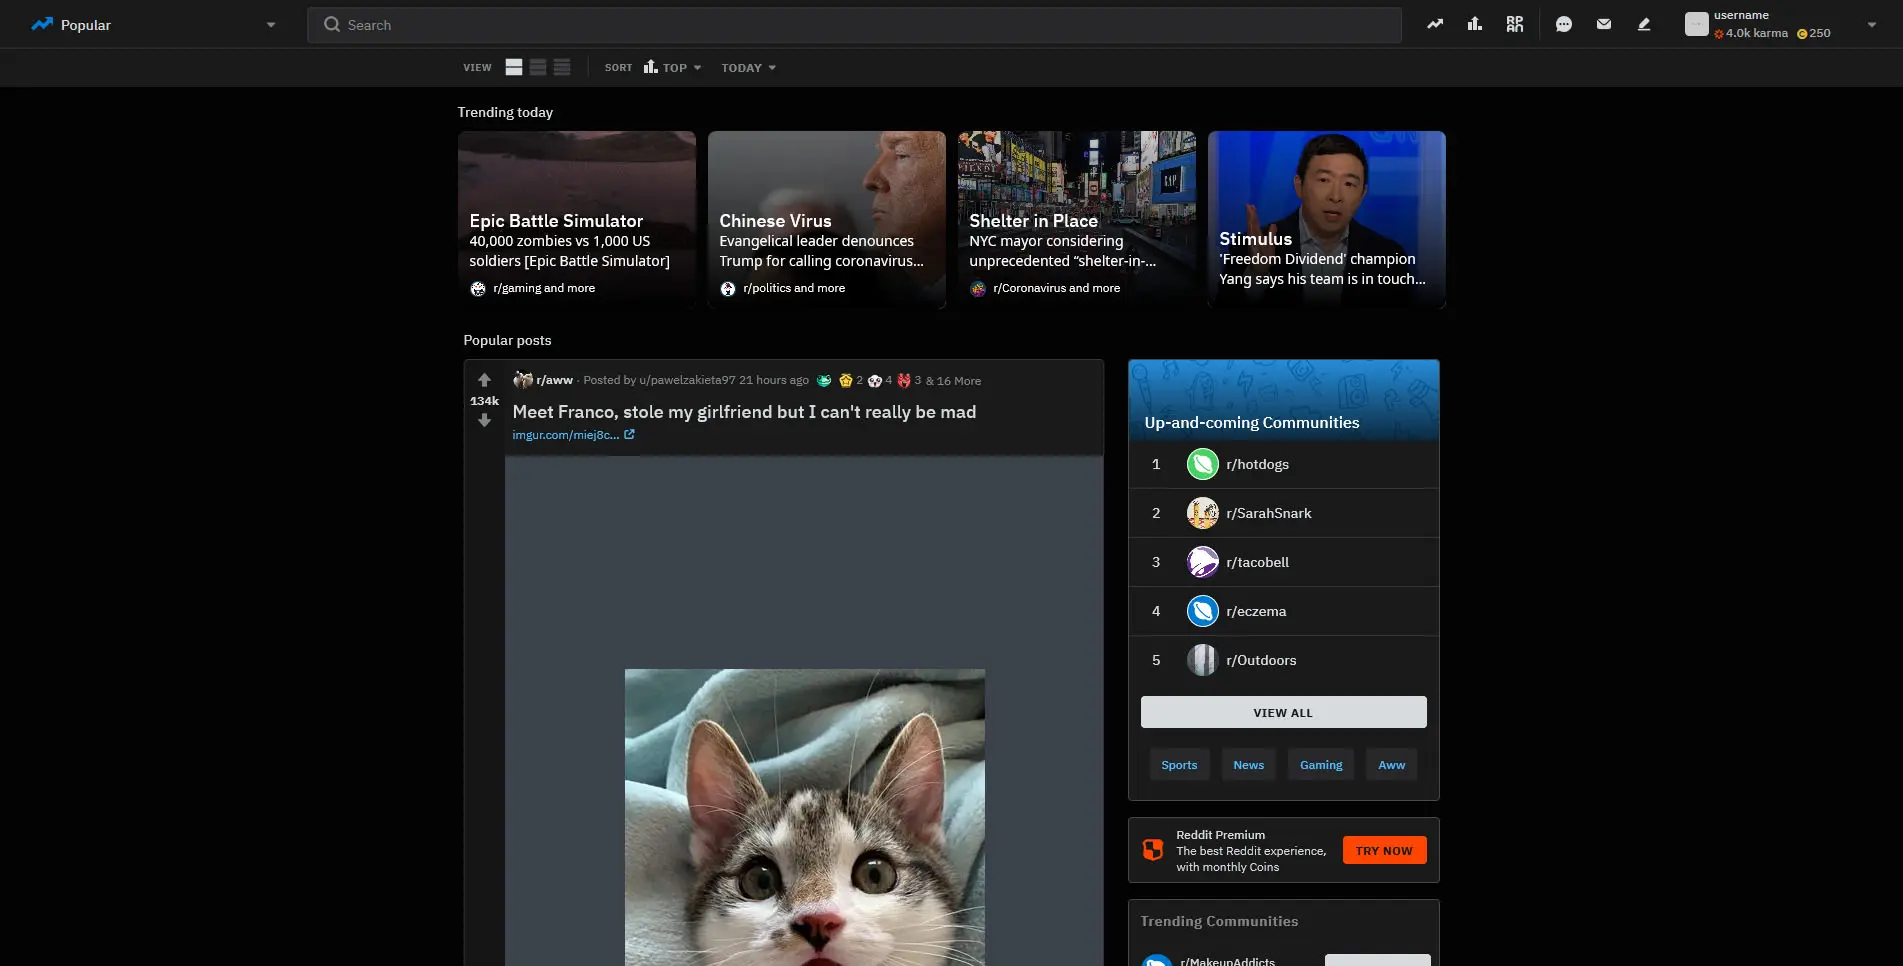 Popular
Search
RPAN
username
4.0k karma 250
VIEW SORT TOP TODAY
Trending today
Epic Battle Simulator
40,000 zombies vs 1,000 US
soldiers [Epic Battle Simulator]
r/gaming and more
Chinese Virus
Evangelical leader denounces
Trump for calling coronavirus...
r/politics and more
GAP
Shelter in Place
NYC mayor considering
unprecedented “shelter-in-...
r/Coronavirus and more
Stimulus
'Freedom Dividend' champion
Yang says his team is in touch...
Popular posts
134k
r/aww · Posted by u/pawelzakieta97 21 hours ago 2 4 3 & 16 More
Meet Franco, stole my girlfriend but I can't really be mad
imgur.com/miej8c...
Up-and-coming Communities
1 r/hotdogs
2 r/SarahSnark
3 r/tacobell
4 r/eczema
5 r/Outdoors
VIEW ALL
Sports News Gaming Aww
Reddit Premium
The best Reddit experience,
with monthly Coins
TRY NOW
Trending Communities
r/MakeupAddicts